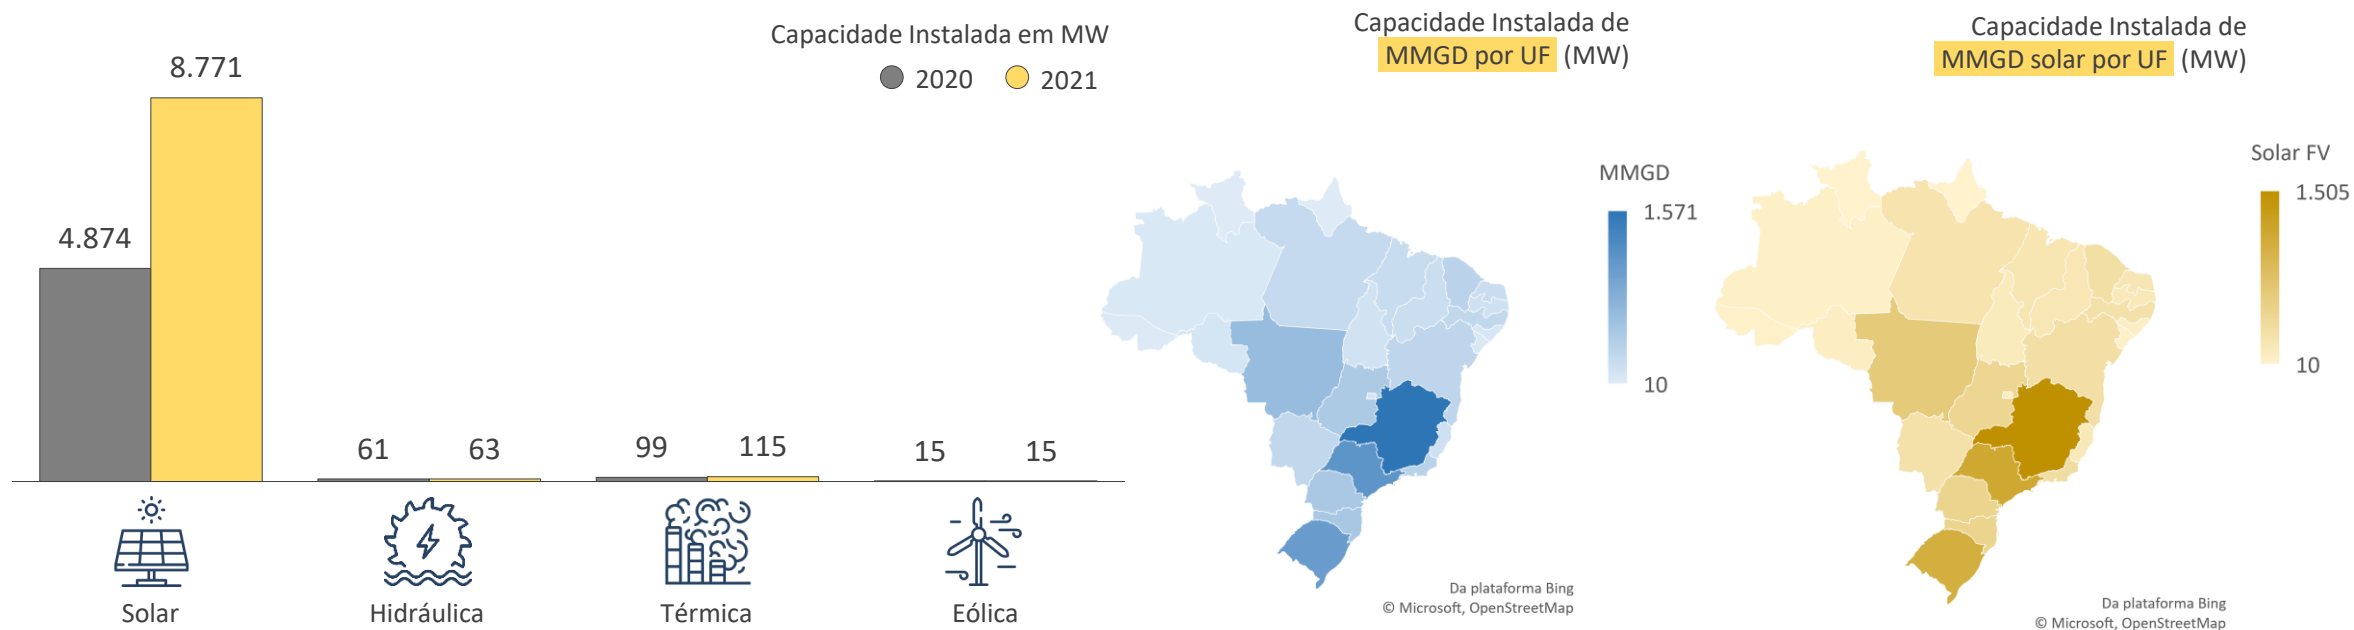 Capacidade Instalada em MW
2020 2021
8.771
4.874
61 63
99 115
15 15
Solar Hidráulica Térmica Eólica
Capacidade Instalada de
MMGD por UF (MW)
MMGD
1.571
10
Da plataforma Bing
© Microsoft, OpenStreetMap
Capacidade Instalada de
MMGD solar por UF (MW)
Solar FV
1.505
10
Da plataforma Bing
© Microsoft, OpenStreetMap